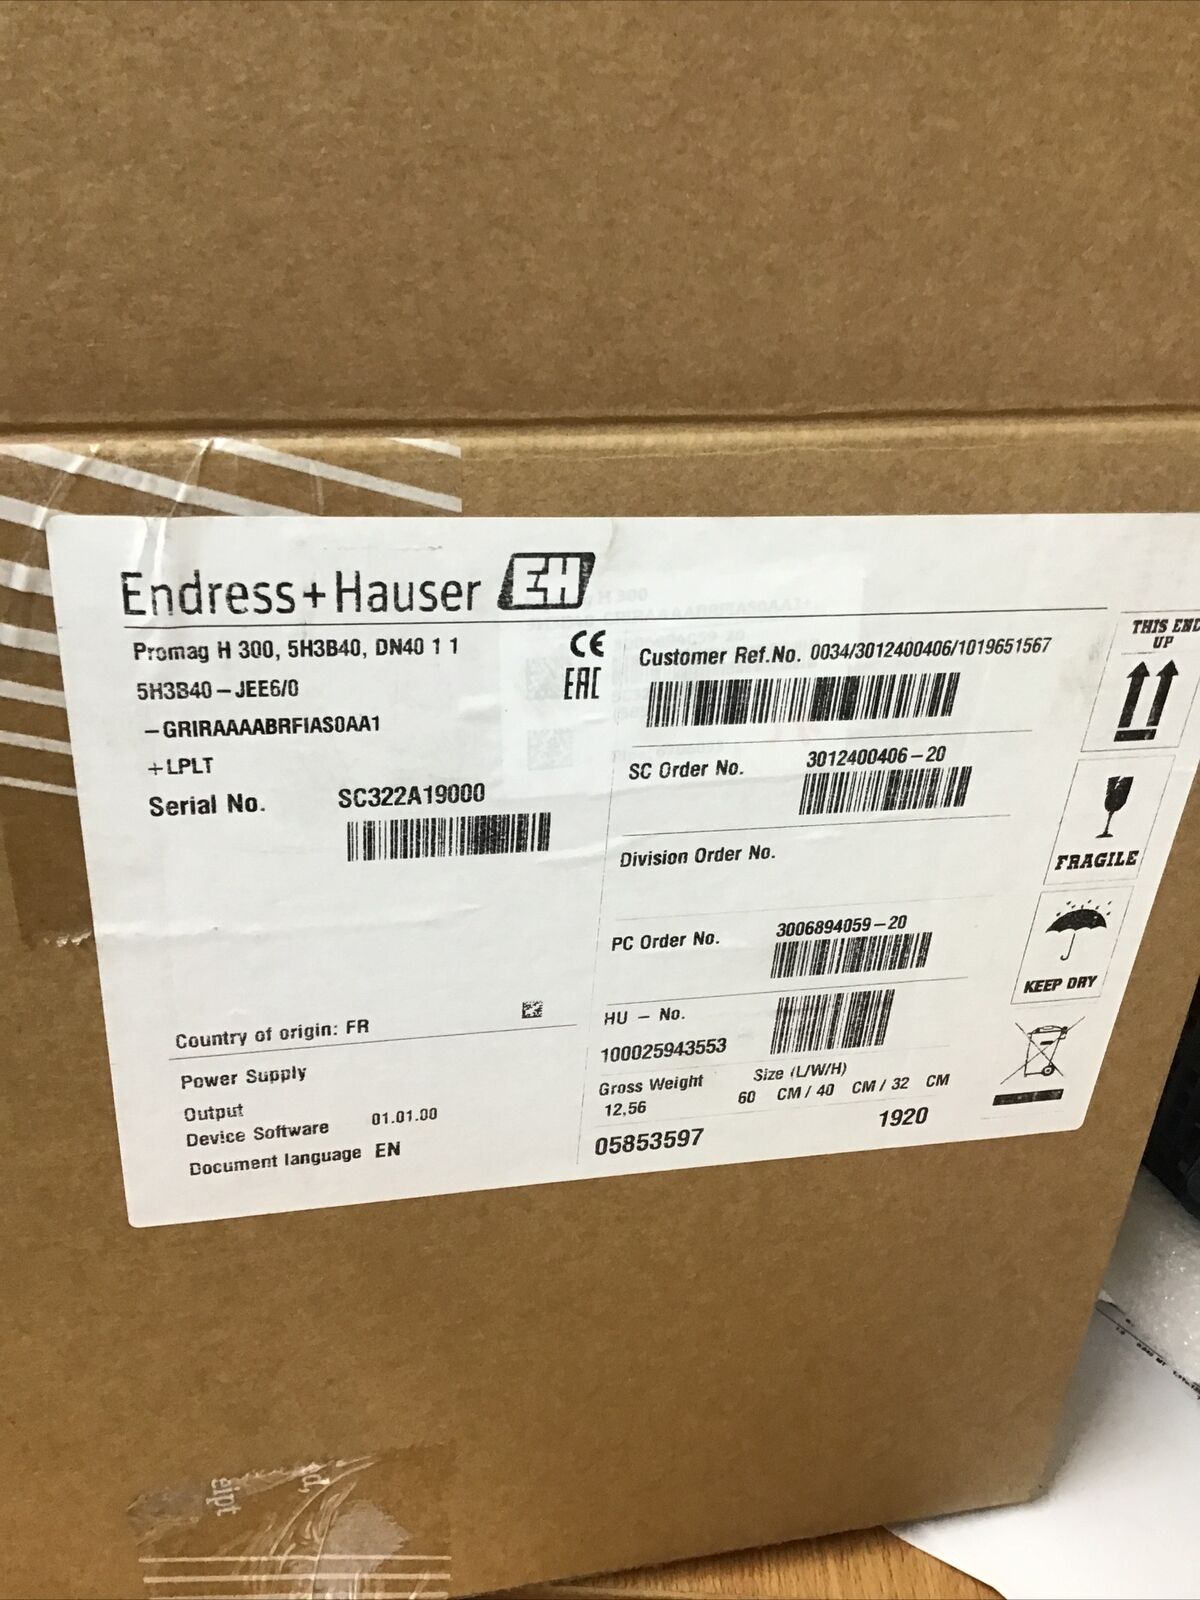 Endress+Hauser EH
Promag H 300, 5H3B40, DN40 1 1
5H3B40-JEE6/0
-GRIRAAAABRFIAS0AA1
+LPLT
Serial No. SC322A19000
CE
EAC
Country of origin: FR
Power Supply
Output
Device Software 01.01.00
Document language EN
Customer Ref.No. 0034/3012400406/1019651567
SC Order No. 3012400406-20
Division Order No.
PC Order No. 3006894059-20
HU - No.
100025943553
Gross Weight
12,56
Size (L/W/H)
60 CM / 40 CM / 32 CM
05853597
1920
THIS END
UP
FRAGILE
KEEP DRY